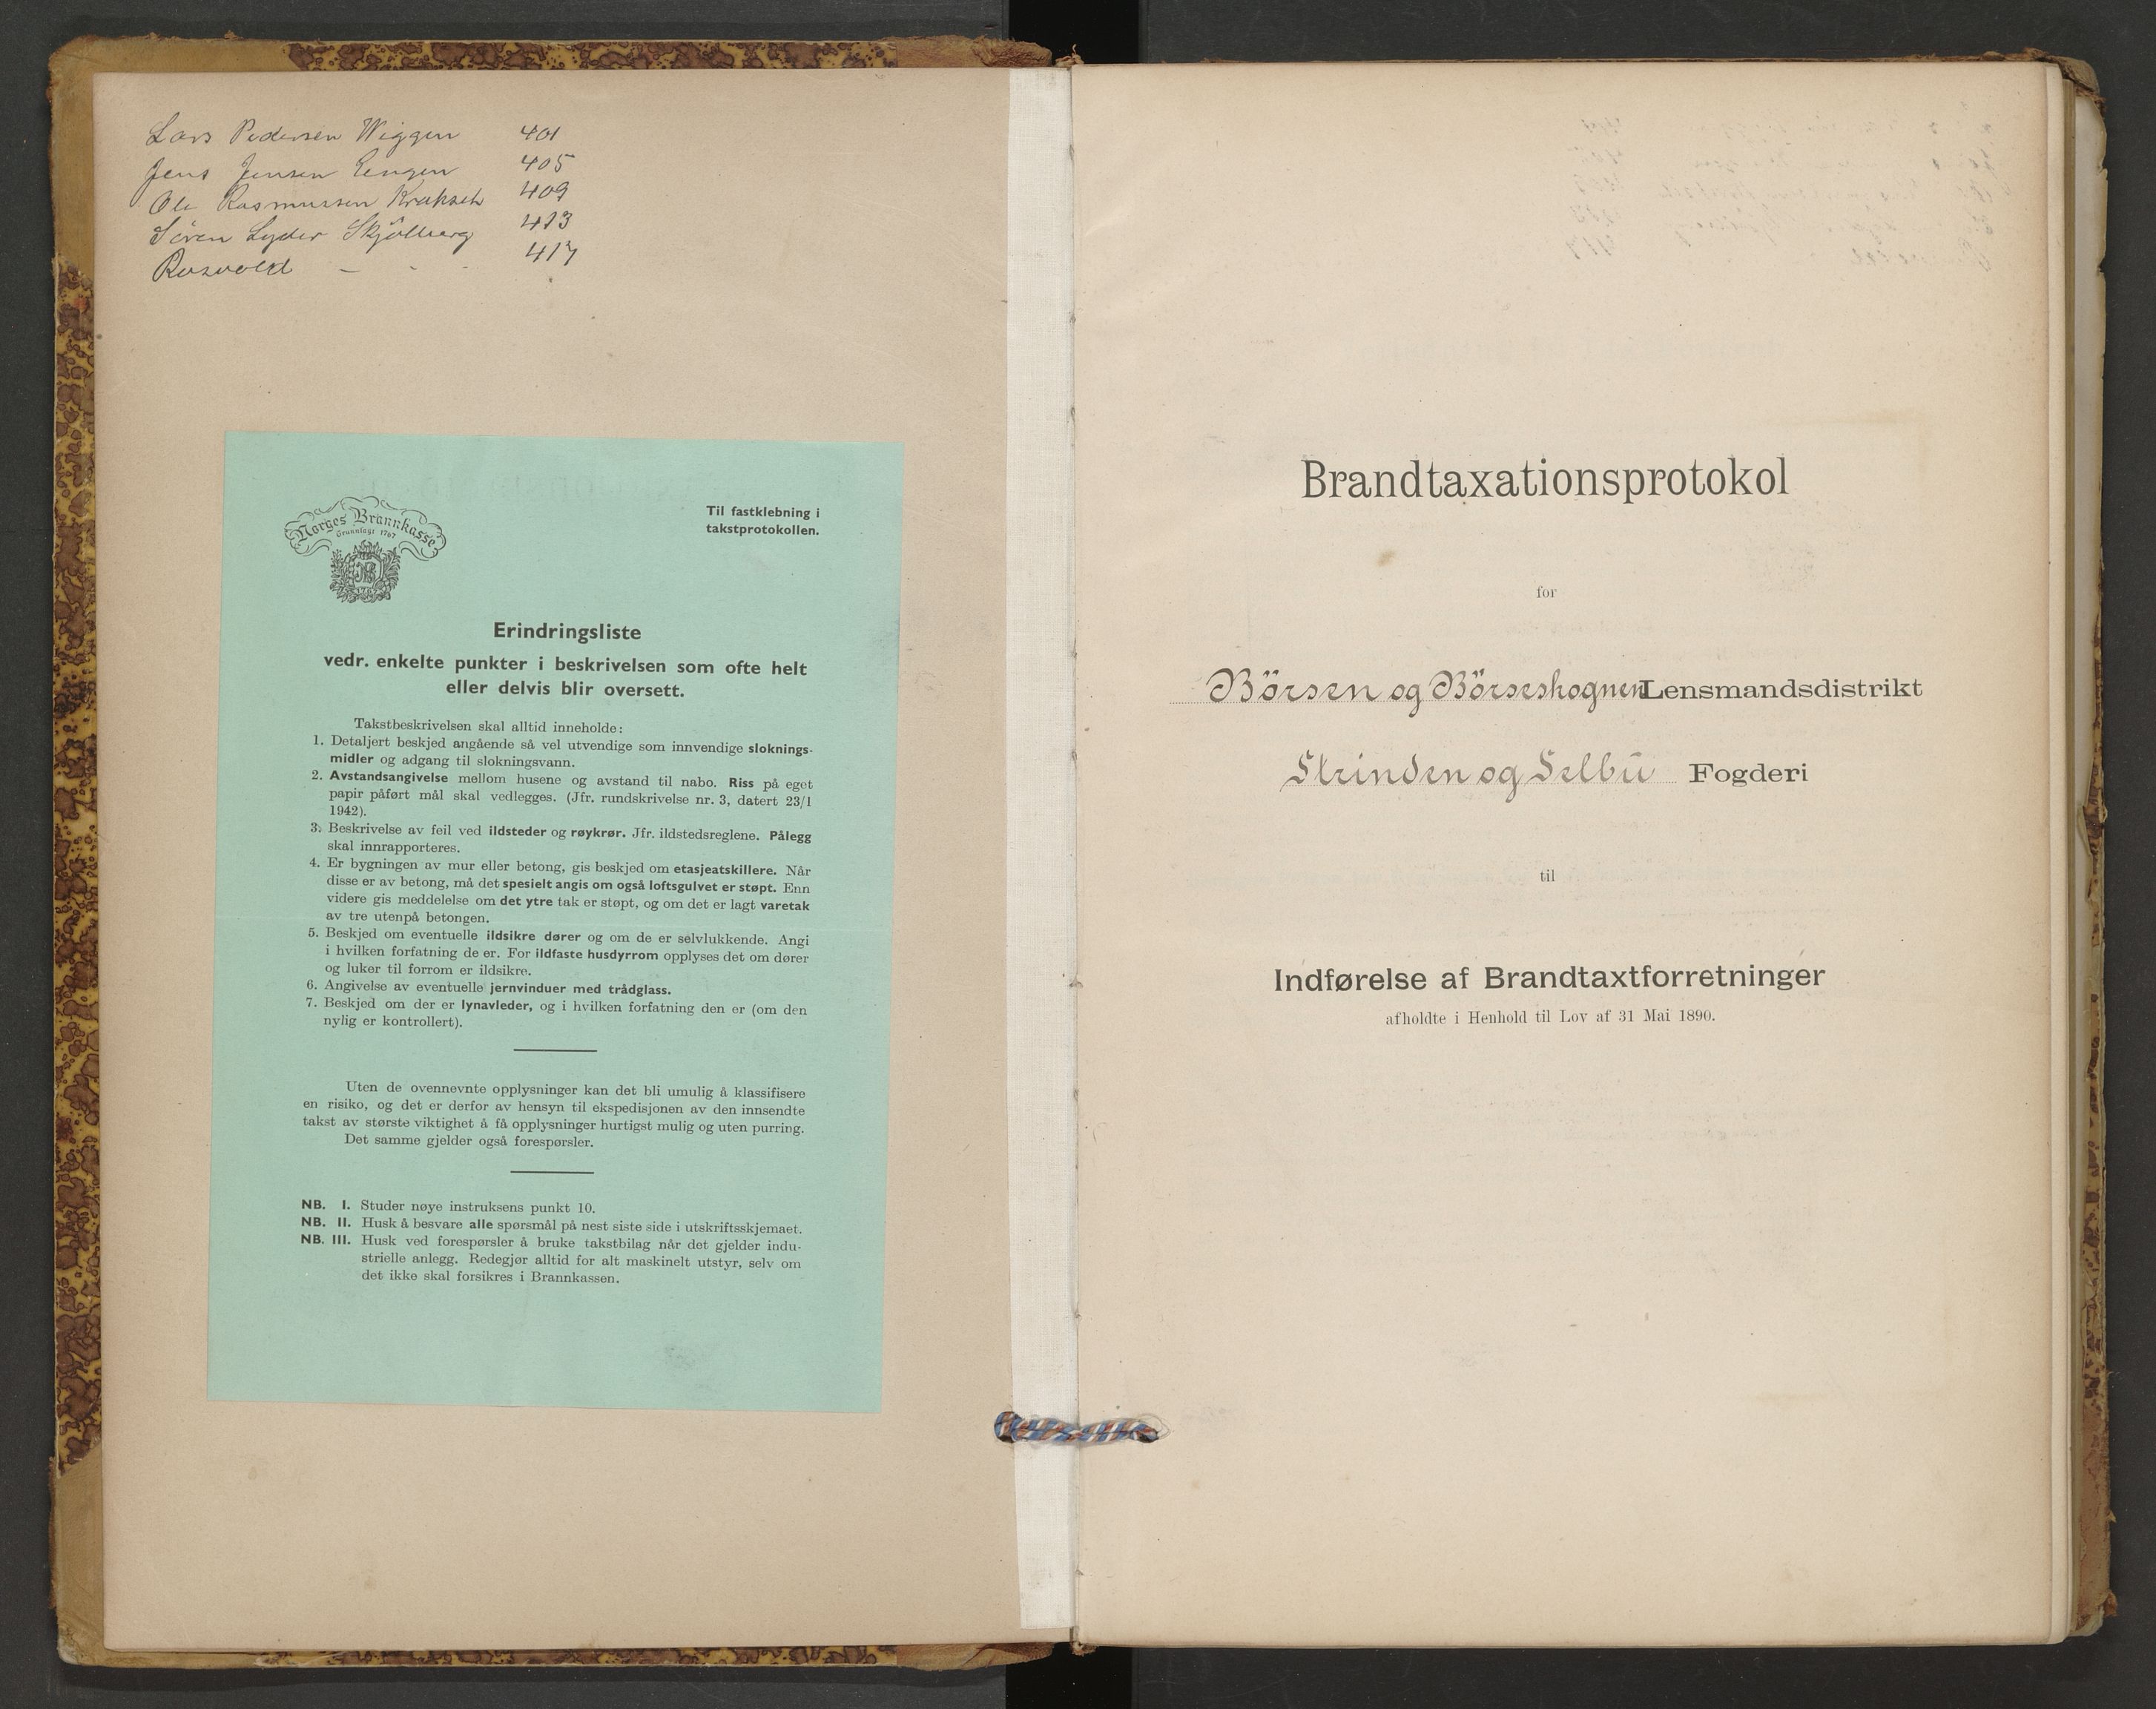 Lars Pedersen Wiggen 401
Jens Jensen Eengen 405
Ole Rasmussen Krakset 409
Sören Lyder Skjölberg 413
Rosvold – - - 417
Norges Brannkasse
Grunnlagt 1767
Til fastklebning i
takstprotokollen.
Erindringsliste
vedr. enkelte punkter i beskrivelsen som ofte helt
eller delvis blir oversett.
Takstbeskrivelsen skal alltid inneholde:
1. Detaljert beskjed angående så vel utvendige som innvendige sloknings-
midler og adgang til slokningsvann.
2. Avstandsangivelse mellom husene og avstand til nabo. Riss på eget
papir påført mål skal vedlegges. (Jfr. rundskrivelse nr. 3, datert 23/1
1942).
3. Beskrivelse av feil ved ildsteder og røykrør. Jfr. ildstedsreglene. Pålegg
skal innrapporteres.
4. Er bygningen av mur eller betong, gis beskjed om etasjeatskillere. Når
disse er av betong, må det spesielt angis om også loftsgulvet er støpt. Enn
videre gis meddelelse om det ytre tak er støpt, og om det er lagt varetak
av tre utenpå betongen.
5. Beskjed om eventuelle ildsikre dører og om de er selvlukkende. Angi
i hvilken forfatning de er. For ildfaste husdyrrom opplyses det om dører
og luker til forrom er ildsikre.
6. Angivelse av eventuelle jernvinduer med trådglass.
7. Beskjed om der er lynavleder, og i hvilken forfatning den er (om den
nylig er kontrollert).
Uten de ovennevnte opplysninger kan det bli umulig å klassifisere
en risiko, og det er derfor av hensyn til ekspedisjonen av den innsendte
takst av største viktighet å få opplysninger hurtigst mulig og uten purring.
Det samme gjelder også forespørsler.
NB. I. Studer nøye instruksens punkt 10.
NB. II. Husk å besvare alle spørsmål på nest siste side i utskriftsskjemaet.
NB. III. Husk ved forespørsler å bruke takstbilag når det gjelder indu-
strielle anlegg. Redegjør alltid for alt maskinelt utstyr, selv om
det ikke skal forsikres i Brannkassen.
Brandtaxationsprotokol
for
Börsen og Börseskognen Lensmandsdistrikt
Strinden og Selbu Fogderi
til
Indførelse af Brandtaxtforretninger
afholdte i Henhold til Lov af 31 Mai 1890.